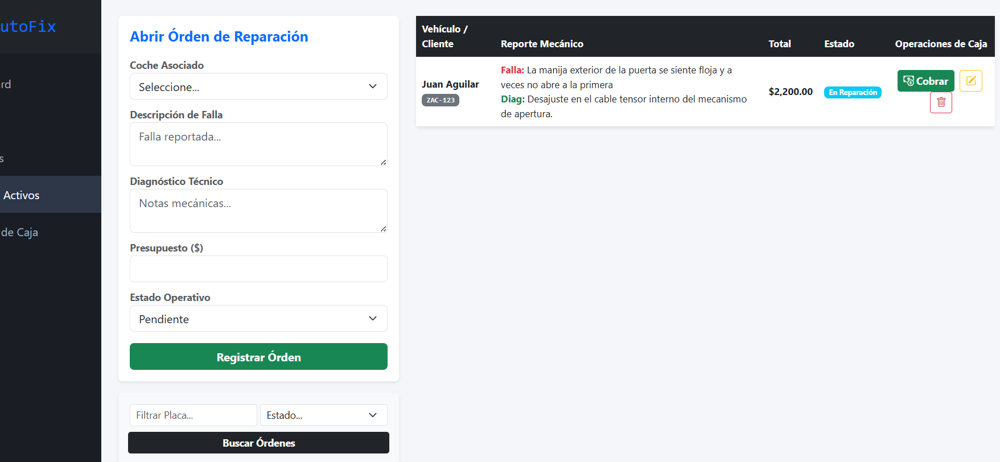 utoFix
rd
s
Activos
de Caja
Abrir Órden de Reparación
Coche Asociado
Seleccione...
Descripción de Falla
Falla reportada...
Diagnóstico Técnico
Notas mecánicas...
Presupuesto ($)
Estado Operativo
Pendiente
Registrar Órden
Filtrar Placa...
Estado...
Buscar Órdenes
Vehículo /
Cliente
Reporte Mecánico
Total
Estado
Operaciones de Caja
Juan Aguilar
ZAC-123
Falla: La manija exterior de la puerta se siente floja y a
veces no abre a la primera
Diag: Desajuste en el cable tensor interno del mecanismo
de apertura.
$2,200.00
En Reparación
Cobrar